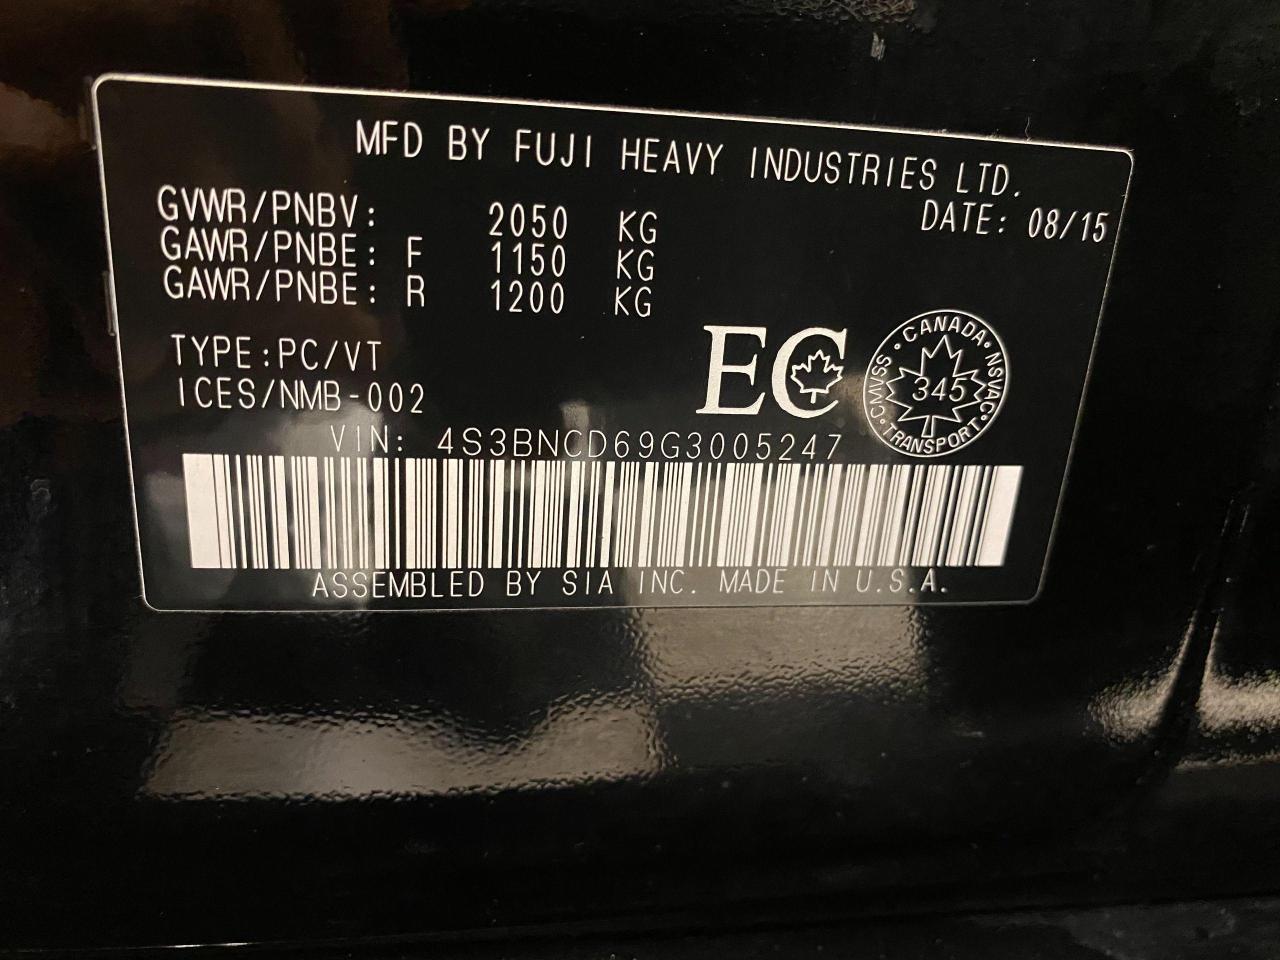 MFD BY FUJI HEAVY INDUSTRIES LTD.
DATE: 08/15
GVWR/PNBV: 2050 KG
GAWR/PNBE: F 1150 KG
GAWR/PNBE: R 1200 KG
TYPE:PC/VT
ICES/NMB-002
EC
CANADA · NSVAC · TRANSPORT · CMVSS ·
345
VIN: 4S3BNCD69G3005247
ASSEMBLED BY SIA INC. MADE IN U.S.A.